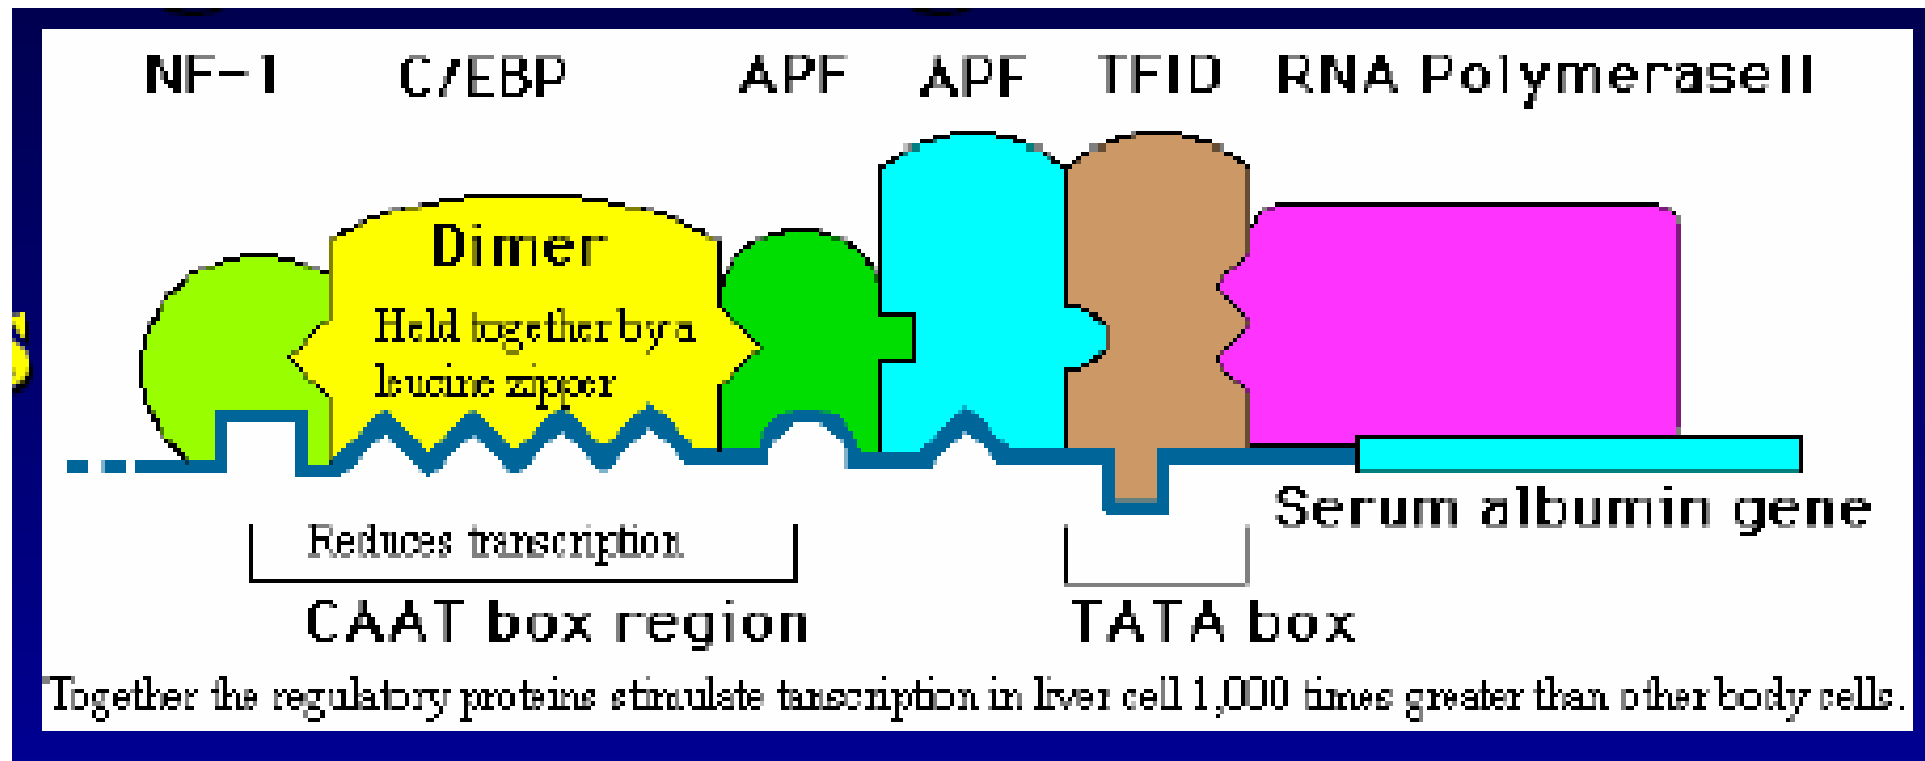 NF-1 C/EBP APF APF TFID RNA PolymeraseII
Dimer
Held together by a
leucine zipper
Serum albumin gene
Reduces transcription
CAAT box region TATA box
Together the regulatory proteins stimulate tanscription in liver cell 1,000 times greater than other body cells.